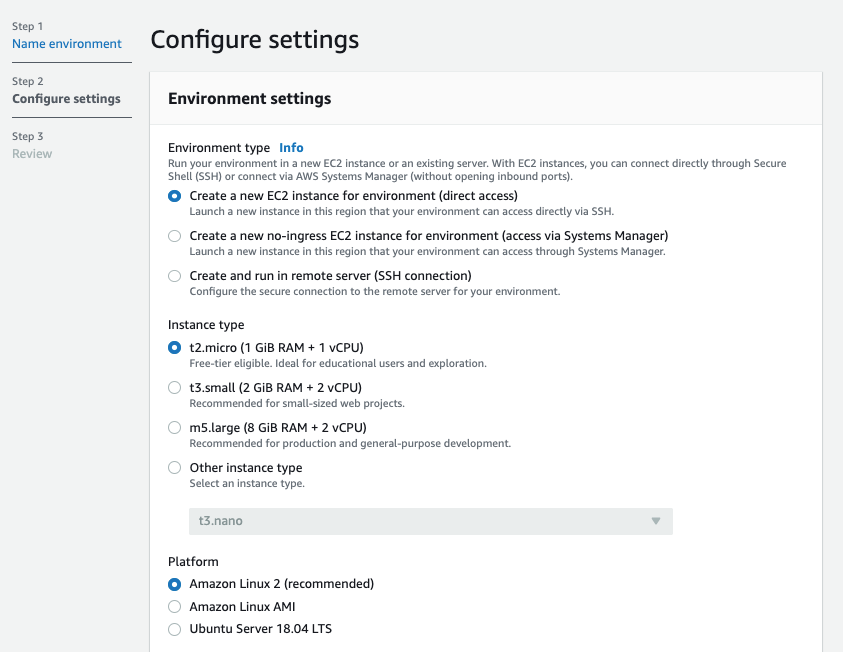 Step 1
Name environment
Step 2
Configure settings
Step 3
Review
Configure settings
Environment settings
Environment type Info
Run your environment in a new EC2 instance or an existing server. With EC2 instances, you can connect directly through Secure
Shell (SSH) or connect via AWS Systems Manager (without opening inbound ports).
Create a new EC2 instance for environment (direct access)
Launch a new instance in this region that your environment can access directly via SSH.
Create a new no-ingress EC2 instance for environment (access via Systems Manager)
Launch a new instance in this region that your environment can access through Systems Manager.
Create and run in remote server (SSH connection)
Configure the secure connection to the remote server for your environment.
Instance type
t2.micro (1 GiB RAM + 1 vCPU)
Free-tier eligible. Ideal for educational users and exploration.
t3.small (2 GiB RAM + 2 vCPU)
Recommended for small-sized web projects.
m5.large (8 GiB RAM + 2 vCPU)
Recommended for production and general-purpose development.
Other instance type
Select an instance type.
t3.nano
Platform
Amazon Linux 2 (recommended)
Amazon Linux AMI
Ubuntu Server 18.04 LTS